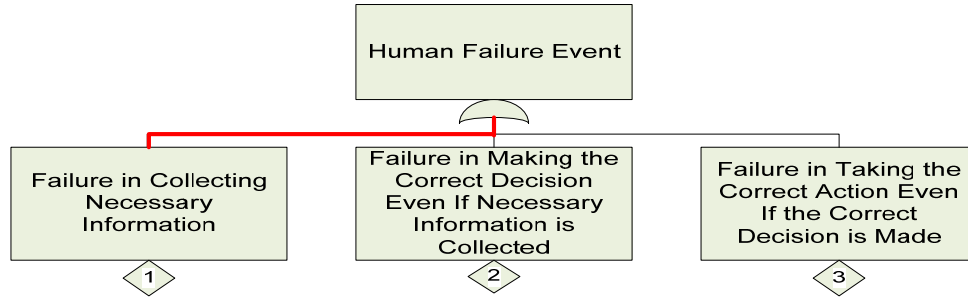 Human Failure Event
Failure in Collecting
Necessary
Information
Failure in Making the
Correct Decision
Even If Necessary
Information is
Collected
Failure in Taking the
Correct Action Even
If the Correct
Decision is Made
1
2
3